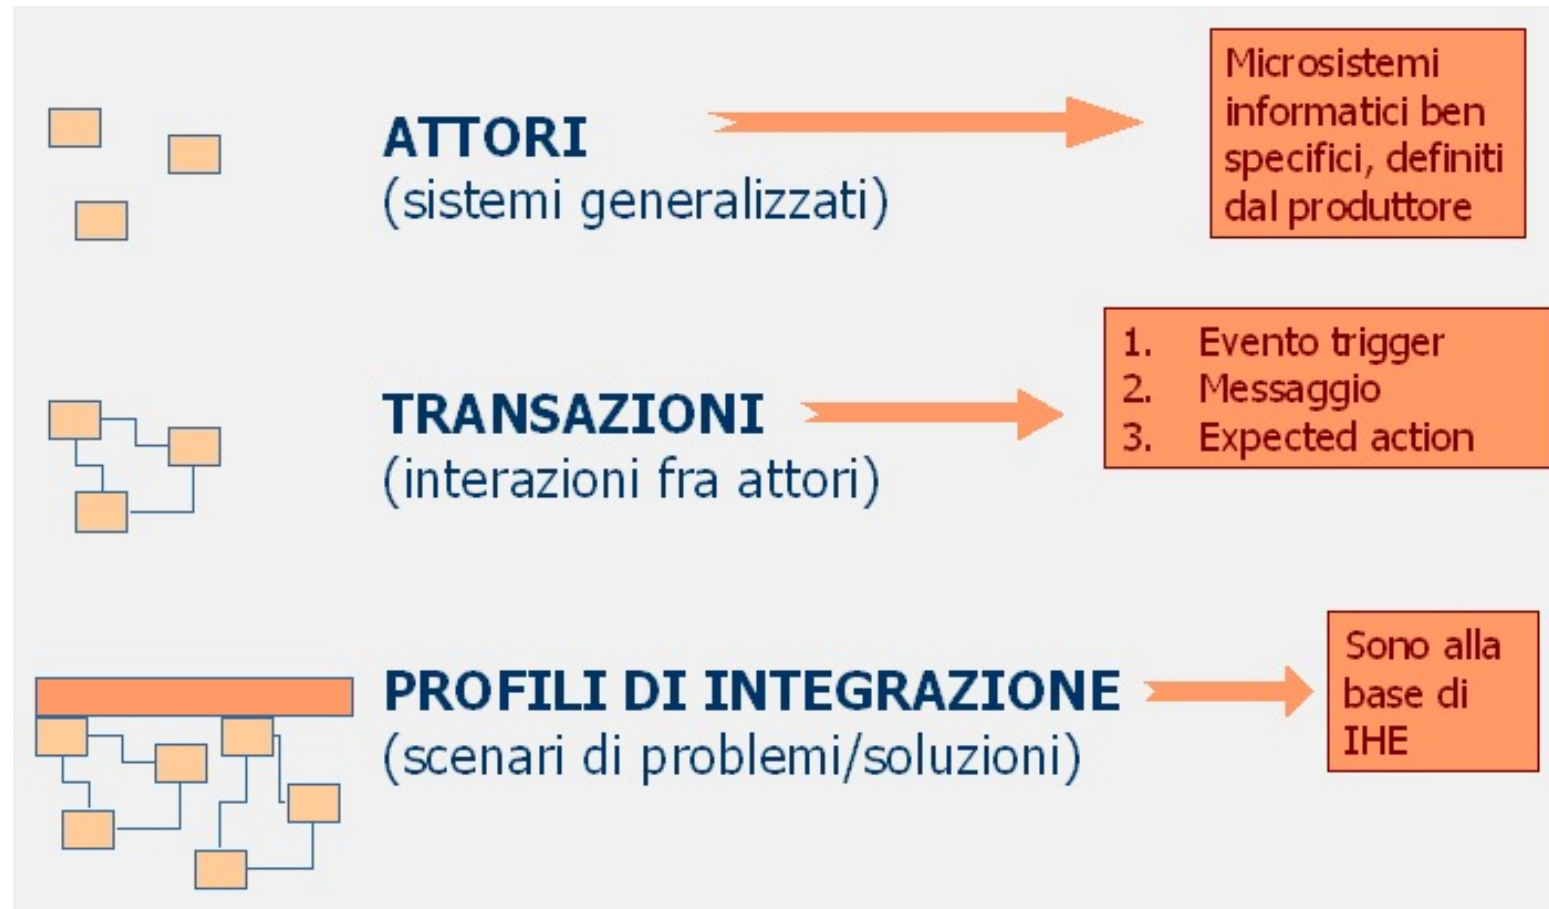 ATTORI
(sistemi generalizzati)
Microsistemi
informatici ben
specifici, definiti
dal produttore
TRANSAZIONI
(interazioni fra attori)
1. Evento trigger
2. Messaggio
3. Expected action
PROFILI DI INTEGRAZIONE
(scenari di problemi/soluzioni)
Sono alla
base di
IHE